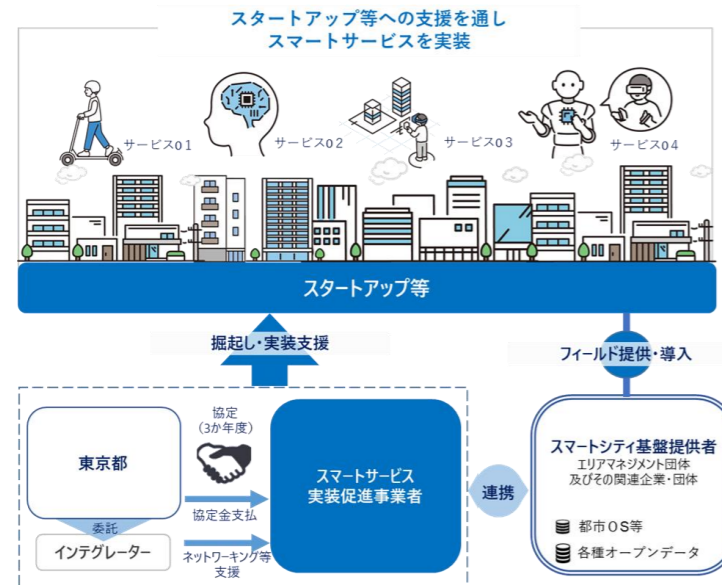 スタートアップ等への支援を通し
スマートサービスを実装
サービス01
サービス02
サービス03
サービス04
スタートアップ等
掘起し・実装支援
フィールド提供・導入
東京都
協定
(3か年度)
協定金支払
委託
インテグレーター
ネットワーキング等
支援
スマートサービス
実装促進事業者
連携
スマートシティ基盤提供者
エリアマネジメント団体
及びその関連企業・団体
都市OS等
各種オープンデータ